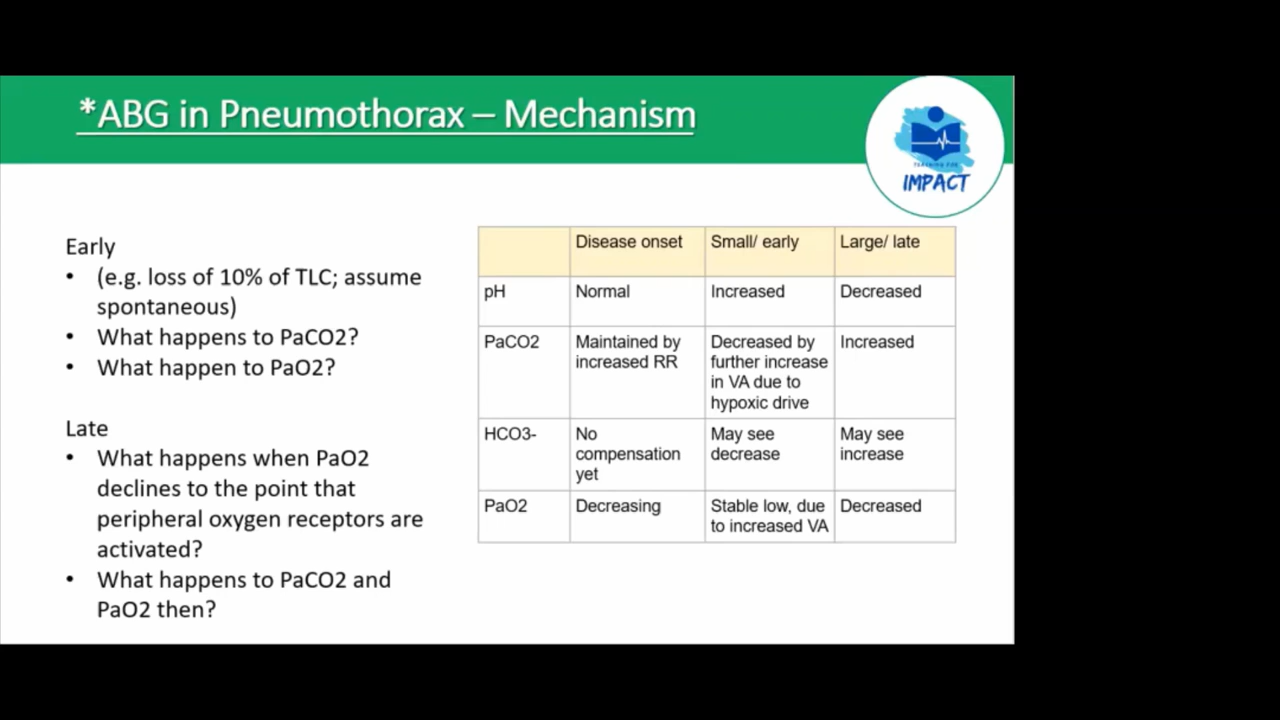 *ABG in Pneumothorax – Mechanism
IMPACT
Early
• (e.g. loss of 10% of TLC; assume
spontaneous)
• What happens to PaCO2?
• What happen to PaO2?
Late
• What happens when PaO2
declines to the point that
peripheral oxygen receptors are
activated?
• What happens to PaCO2 and
PaO2 then?
Disease onset Small/ early Large/ late
pH Normal Increased Decreased
PaCO2 Maintained by Decreased by Increased
increased RR further increase
in VA due to
hypoxic drive
HCO3- No May see May see
compensation decrease increase
yet
PaO2 Decreasing Stable low, due Decreased
to increased VA